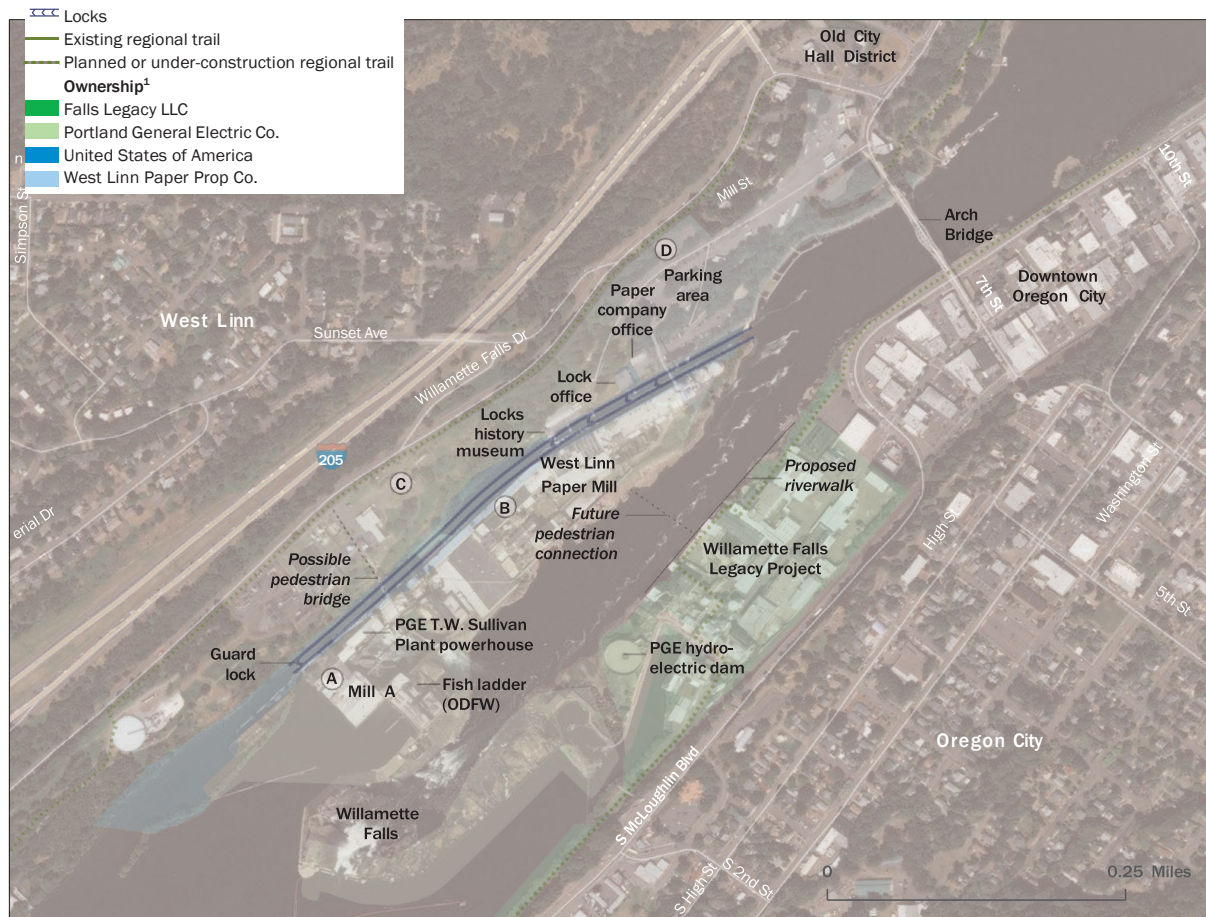 Locks
Existing regional trail
Planned or under-construction regional trail
Ownership1
Falls Legacy LLC
Portland General Electric Co.
United States of America
West Linn Paper Prop Co.
n
Simpson St
Old City
Hall District
10th St
Mill St
Arch
Bridge
D
Parking
area
Paper
company
office
7th St
Downtown
Oregon City
West Linn
Sunset Ave
Willamette Falls Dr
Lock
office
Locks
history
museum
205
erial Dr
C
B
West Linn
Paper Mill
Proposed
riverwalk
Future
pedestrian
connection
Washington St
High St
Willamette Falls
Legacy Project
5th St
Possible
pedestrian
bridge
PGE T.W. Sullivan
Plant powerhouse
Guard
lock
A
Mill A
Fish ladder
(ODFW)
PGE hydro-
electric dam
Oregon City
S McLoughlin Blvd
Willamette
Falls
S High St
S 2nd St
0
0.25 Miles